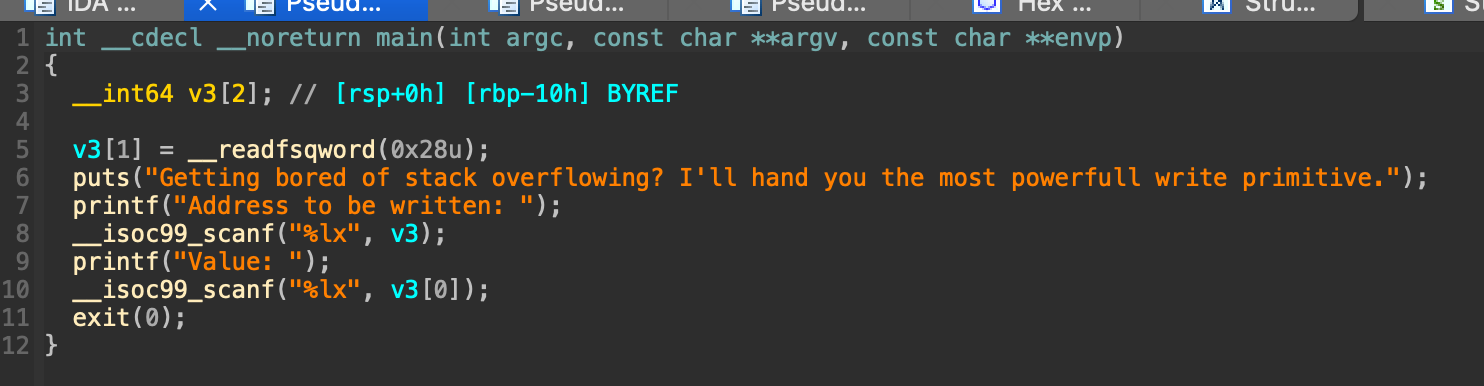 IDA ... Pseud... Pseud... Pseud... Hex ... Stru...
1 int __cdecl __noreturn main(int argc, const char **argv, const char **envp)
2 {
3   __int64 v3[2]; // [rsp+0h] [rbp-10h] BYREF
4
5   v3[1] = __readfsqword(0x28u);
6   puts("Getting bored of stack overflowing? I'll hand you the most powerfull write primitive.");
7   printf("Address to be written: ");
8   __isoc99_scanf("%lx", v3);
9   printf("Value: ");
10   __isoc99_scanf("%lx", v3[0]);
11   exit(0);
12 }